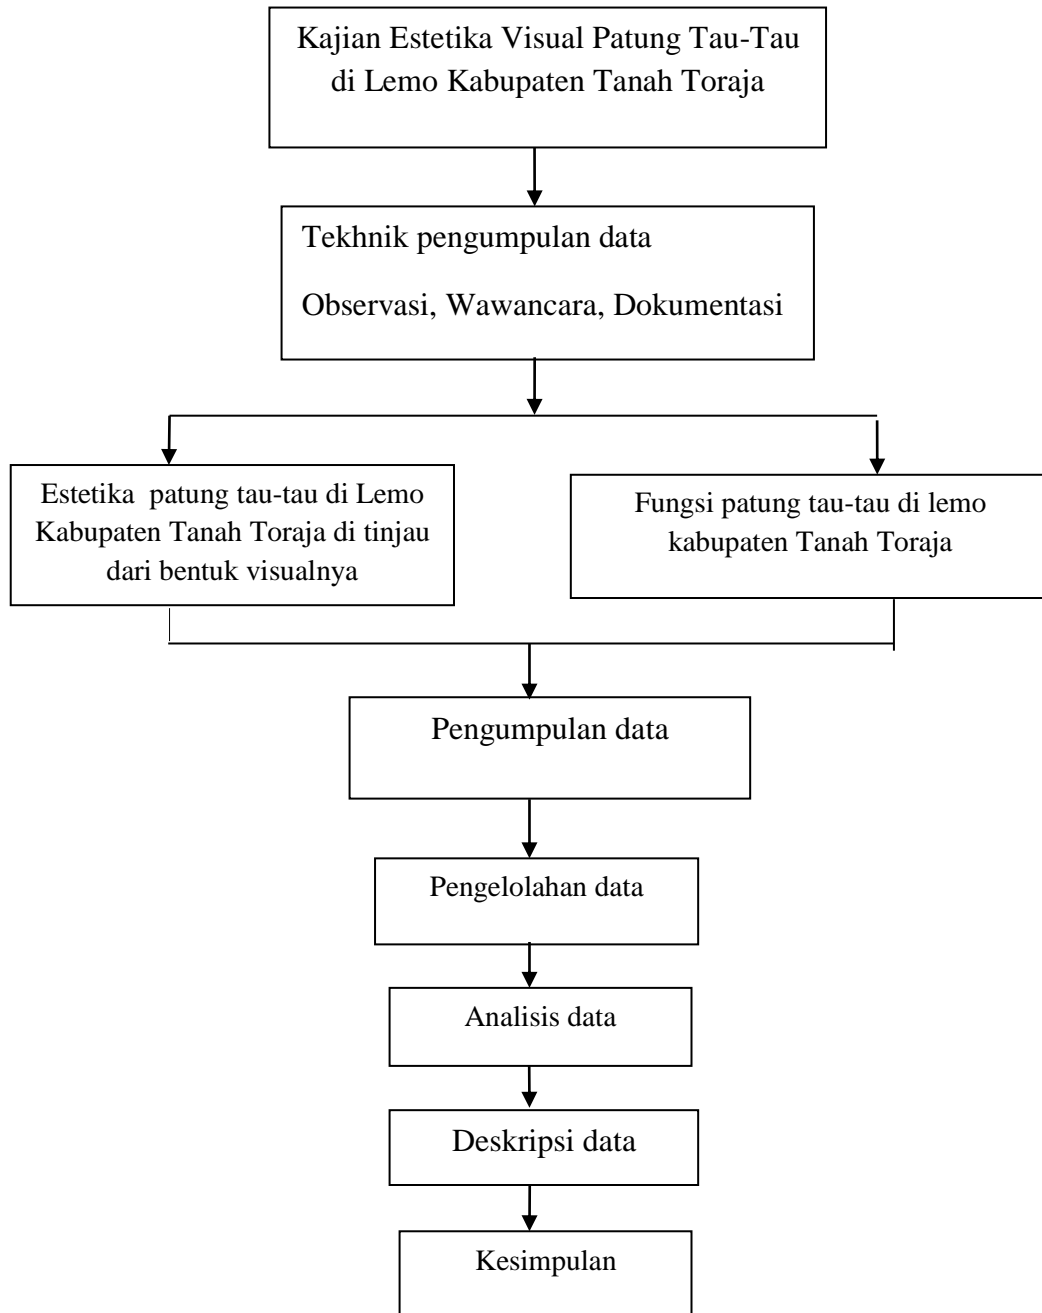 Kajian Estetika Visual Patung Tau-Tau
di Lemo Kabupaten Tanah Toraja
Tekhnik pengumpulan data
Observasi, Wawancara, Dokumentasi
Estetika  patung tau-tau di Lemo
Kabupaten Tanah Toraja di tinjau
dari bentuk visualnya
Fungsi patung tau-tau di lemo
kabupaten Tanah Toraja
Pengumpulan data
Pengelolahan data
Analisis data
Deskripsi data
Kesimpulan